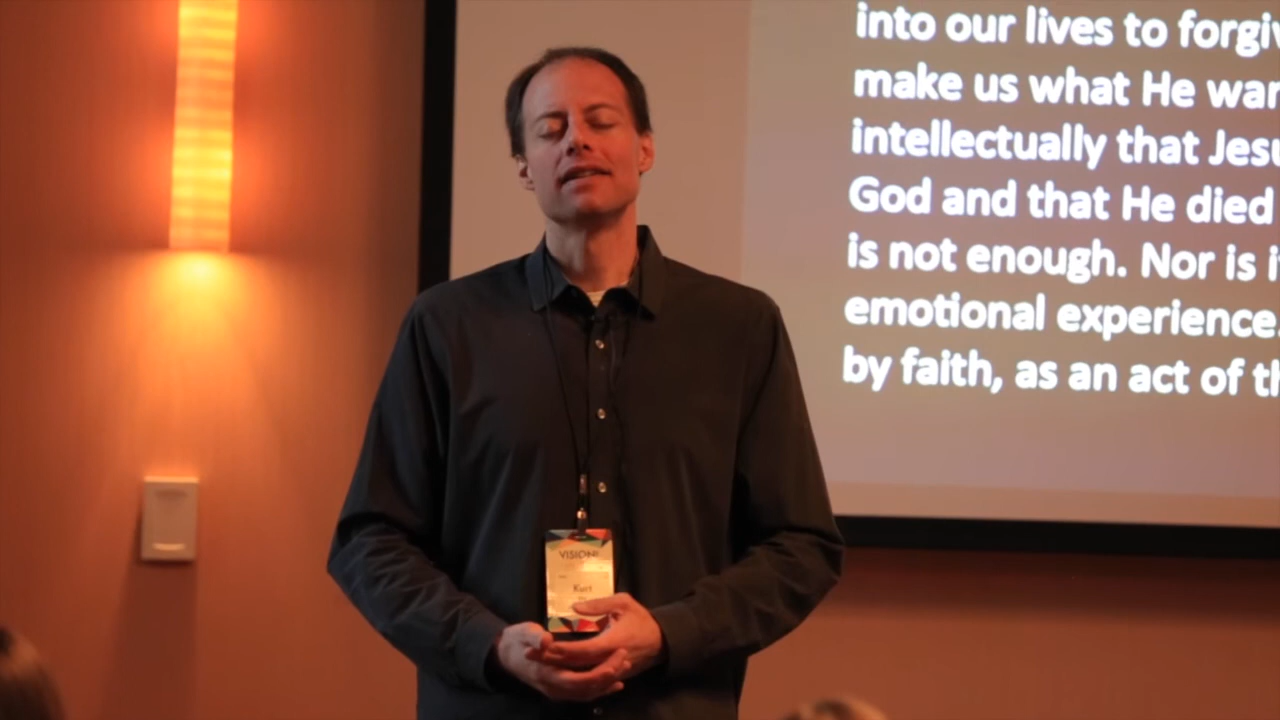 into our lives to forgiv
make us what He wan
intellectually that Jesu
God and that He died
is not enough. Nor is i
emotional experience
by faith, as an act of th
VISION
Kurt